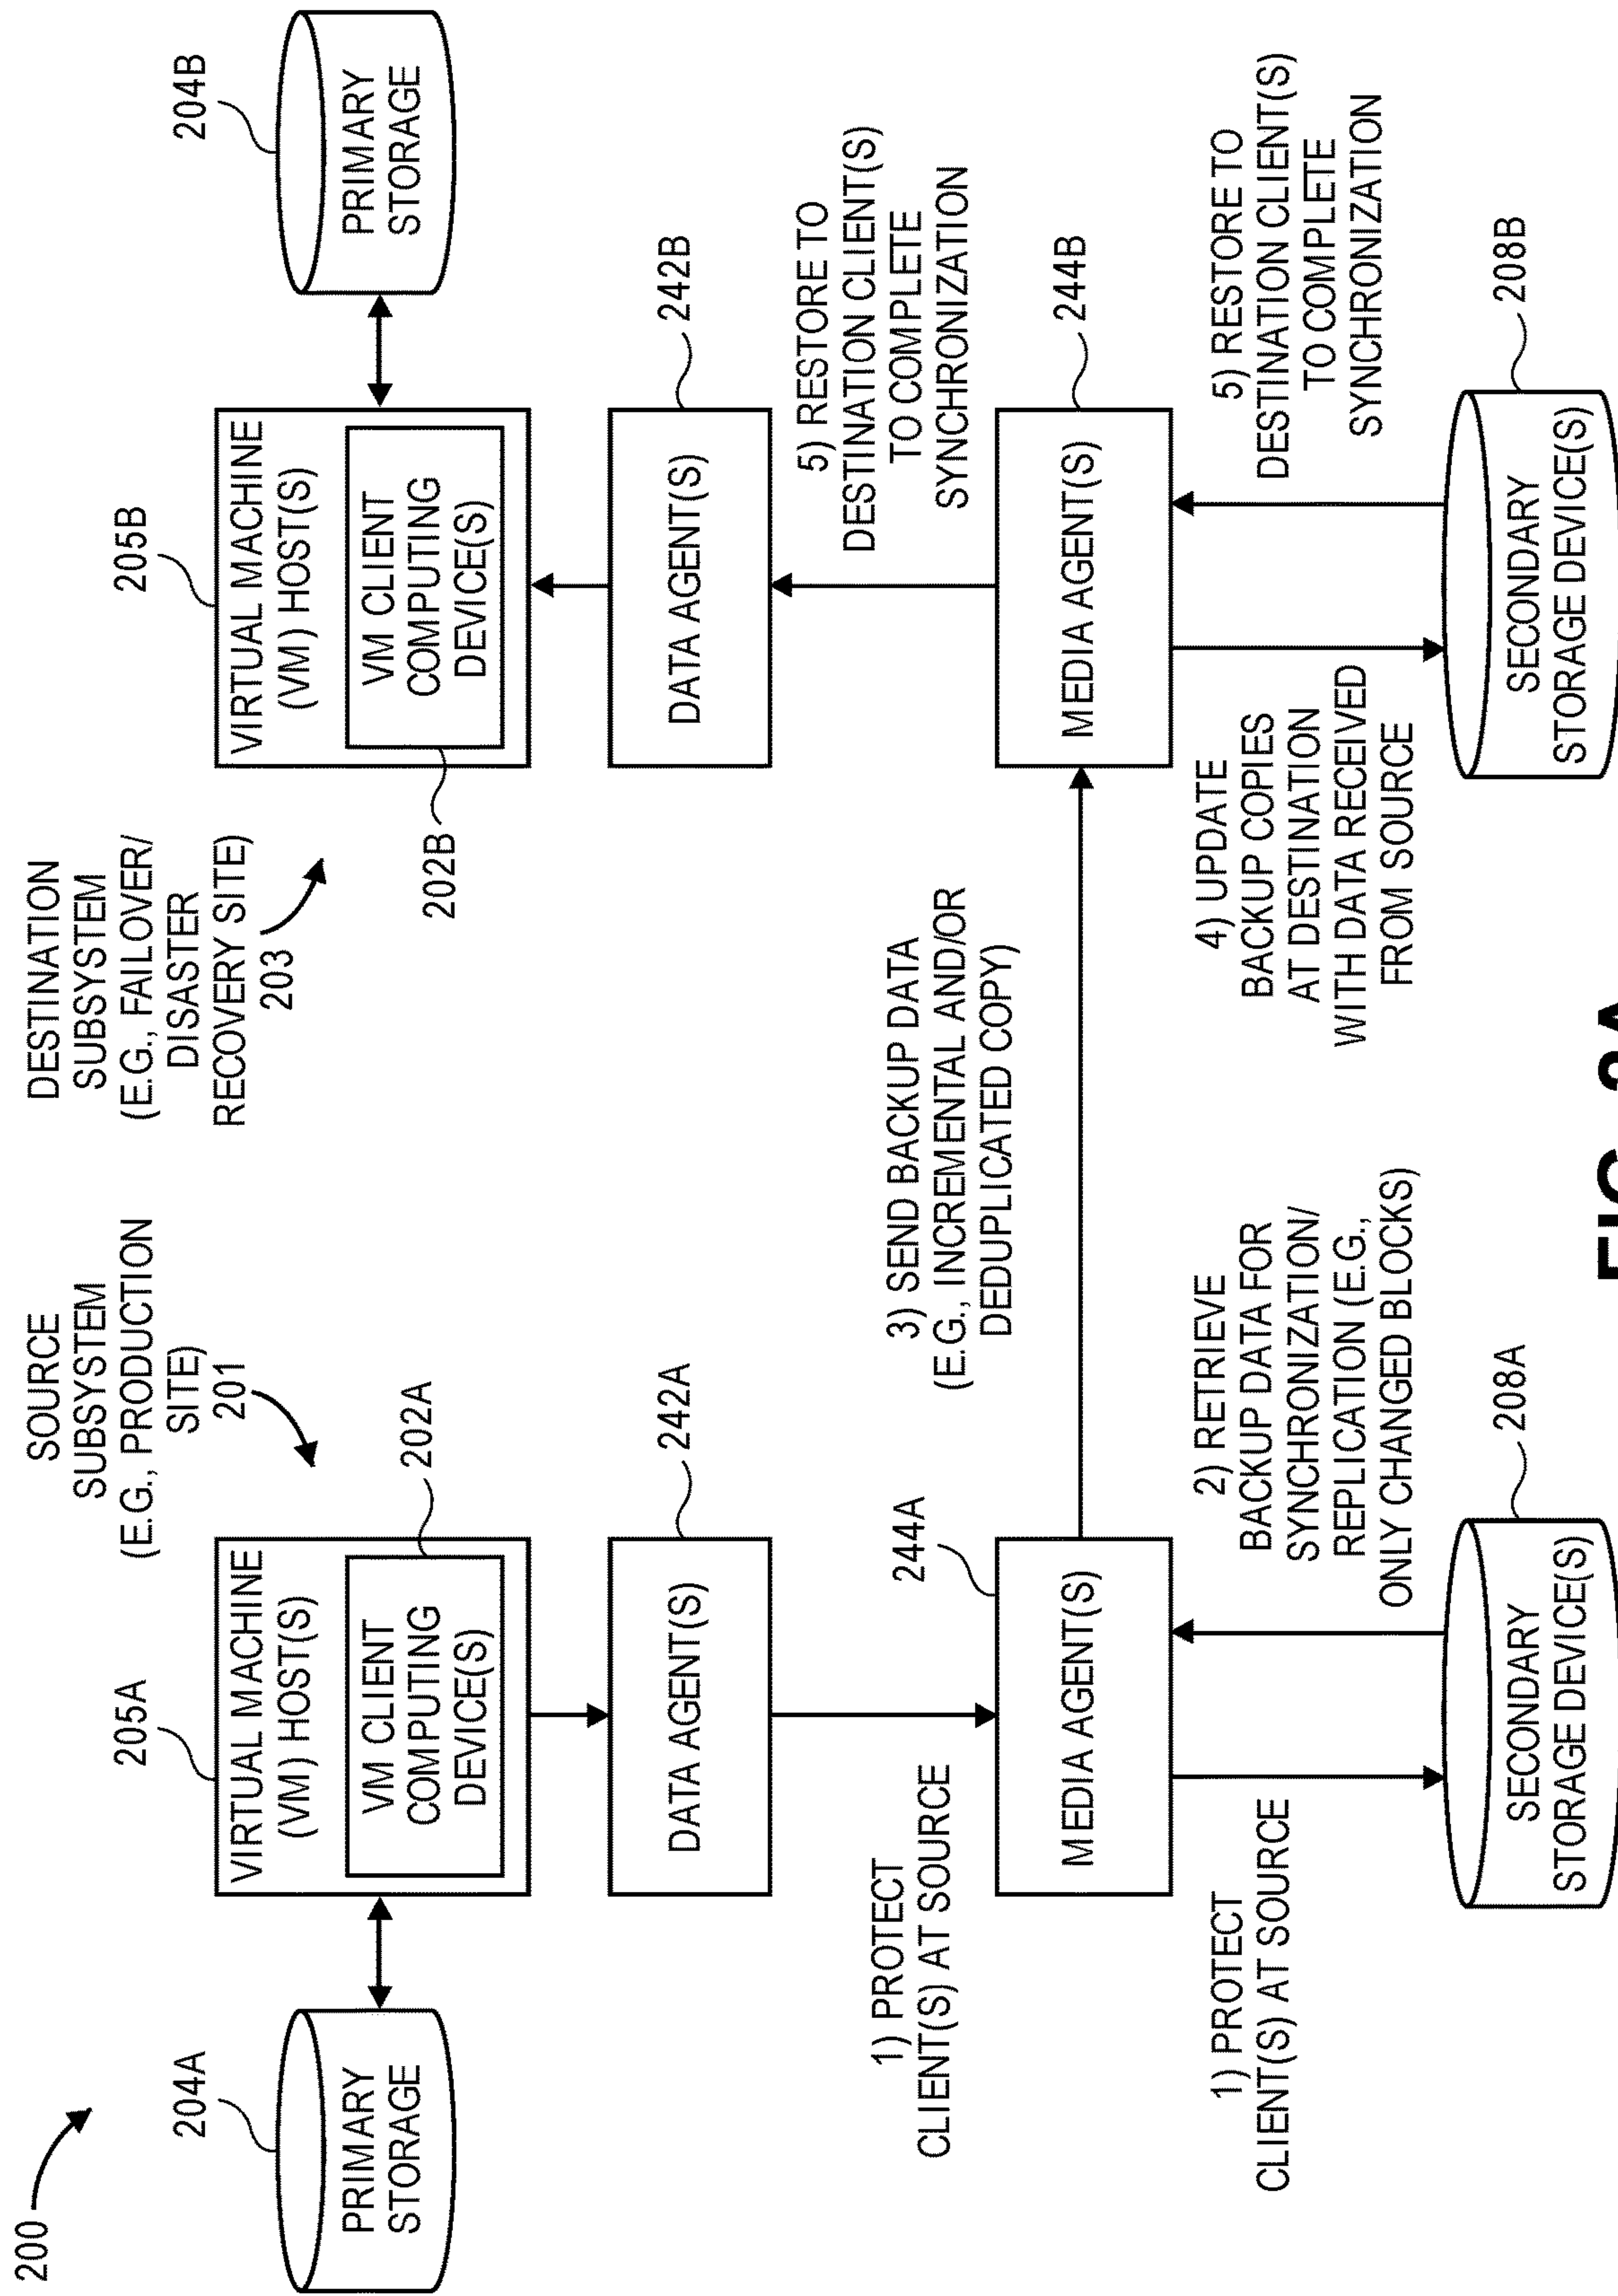 200
SOURCE
SUBSYSTEM
(E.G., PRODUCTION
SITE)
201
DESTINATION
SUBSYSTEM
(E.G., FAILOVER/
DISASTER
RECOVERY SITE)
203
204A
PRIMARY
STORAGE
205A
VIRTUAL MACHINE
(VM) HOST(S)
VM CLIENT
COMPUTING
DEVICE(S)
202A
205B
VIRTUAL MACHINE
(VM) HOST(S)
VM CLIENT
COMPUTING
DEVICE(S)
202B
204B
PRIMARY
STORAGE
DATA AGENT(S)
242A
DATA AGENT(S)
242B
1) PROTECT
CLIENT(S) AT SOURCE
3) SEND BACKUP DATA
(E.G., INCREMENTAL AND/OR
DEDUPLICATED COPY)
5) RESTORE TO
DESTINATION CLIENT(S)
TO COMPLETE
SYNCHRONIZATION
244A
MEDIA AGENT(S)
MEDIA AGENT(S)
244B
1) PROTECT
CLIENT(S) AT SOURCE
2) RETRIEVE
BACKUP DATA FOR
SYNCHRONIZATION/
REPLICATION (E.G.,
ONLY CHANGED BLOCKS)
4) UPDATE
BACKUP COPIES
AT DESTINATION
WITH DATA RECEIVED
FROM SOURCE
5) RESTORE TO
DESTINATION CLIENT(S)
TO COMPLETE
SYNCHRONIZATION
SECONDARY
STORAGE DEVICE(S)
208A
SECONDARY
STORAGE DEVICE(S)
208B